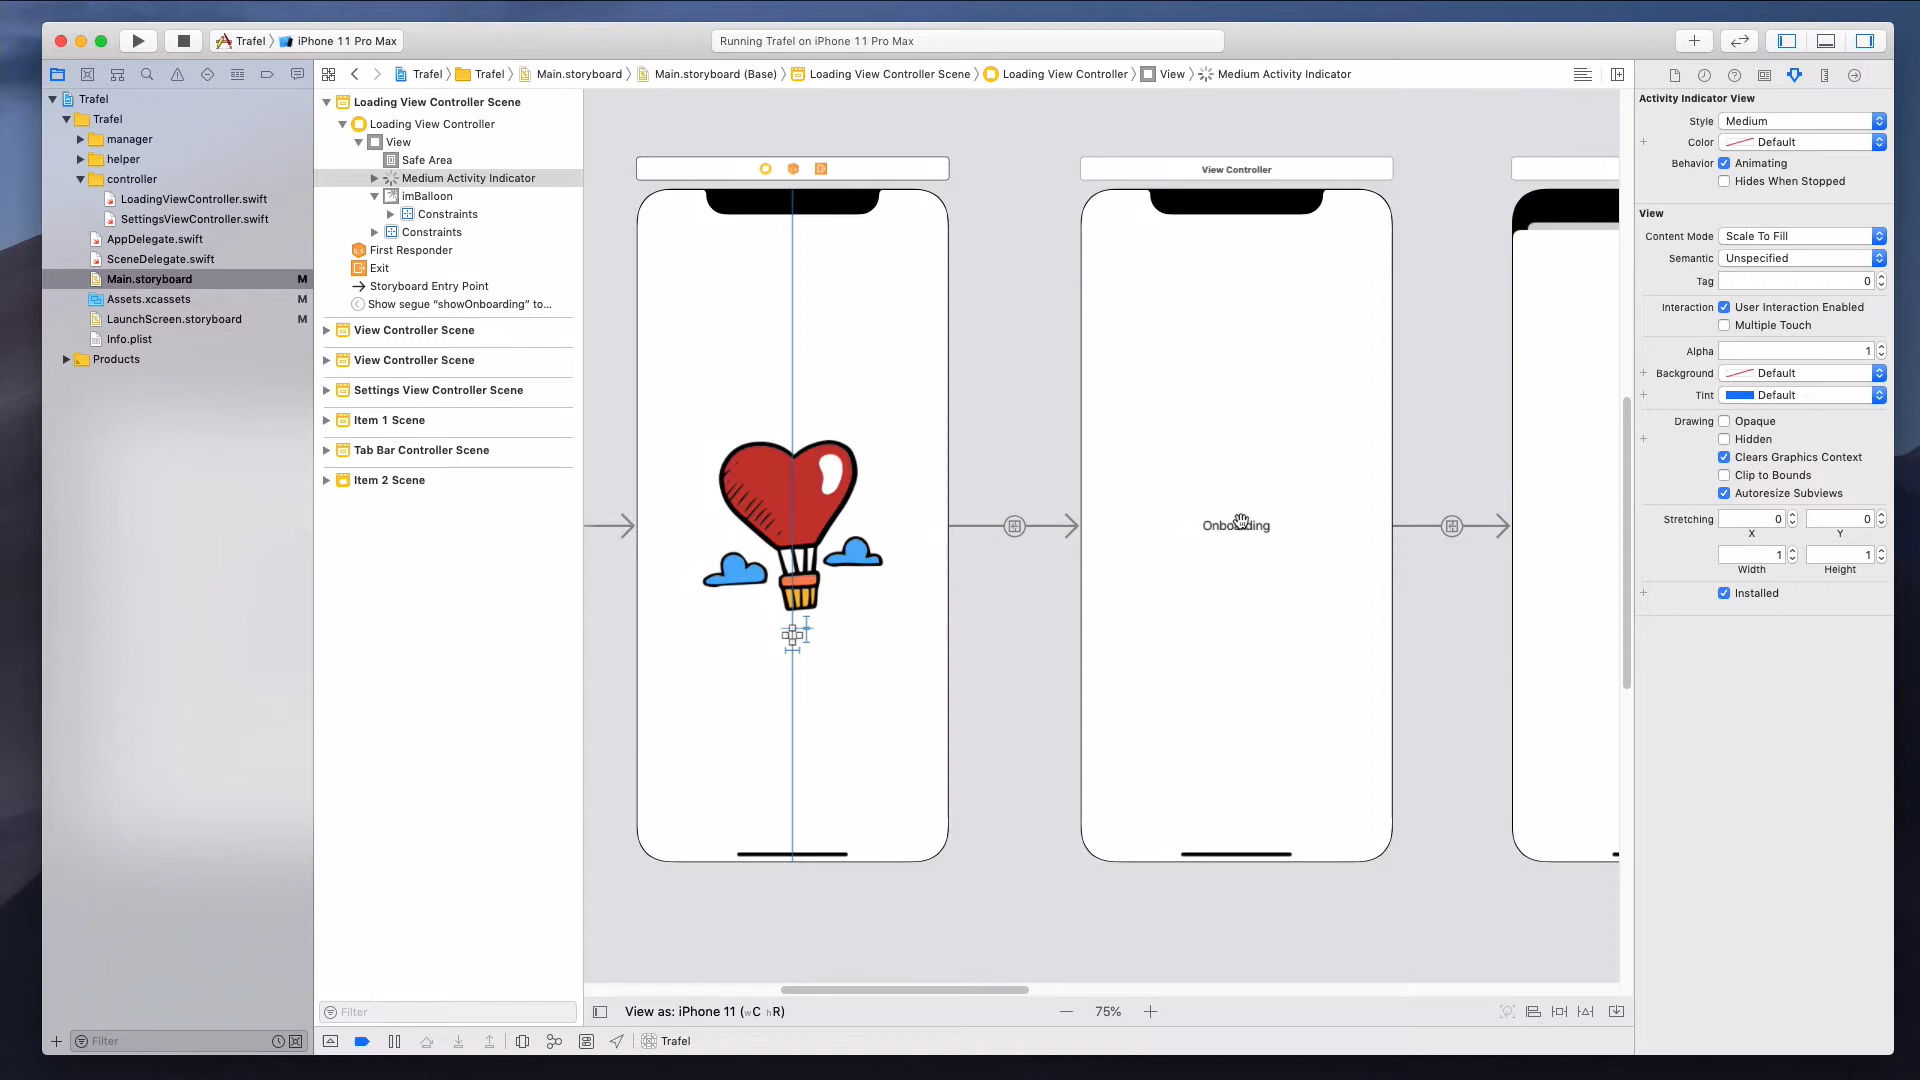 Trafel
iPhone 11 Pro Max
Running Trafel on iPhone 11 Pro Max
Trafel
Trafel
Main.storyboard
Main.storyboard (Base)
Loading View Controller Scene
Loading View Controller
View
Medium Activity Indicator
Trafel
Trafel
manager
helper
controller
LoadingViewController.swift
SettingsViewController.swift
AppDelegate.swift
SceneDelegate.swift
Main.storyboard M
Assets.xcassets M
LaunchScreen.storyboard M
Info.plist
Products
Filter
Loading View Controller Scene
Loading View Controller
View
Safe Area
Medium Activity Indicator
imBalloon
Constraints
Constraints
First Responder
Exit
Storyboard Entry Point
Show segue “showOnboarding” to...
View Controller Scene
View Controller Scene
Settings View Controller Scene
Item 1 Scene
Tab Bar Controller Scene
Item 2 Scene
Filter
View Controller
Onboarding
View as: iPhone 11 (wC hR)
75%
Trafel
Activity Indicator View
Style Medium
Color Default
Behavior Animating
Hides When Stopped
View
Content Mode Scale To Fill
Semantic Unspecified
Tag 0
Interaction User Interaction Enabled
Multiple Touch
Alpha 1
Background Default
Tint Default
Drawing Opaque
Hidden
Clears Graphics Context
Clip to Bounds
Autoresize Subviews
Stretching 0 0
X Y
1 1
Width Height
Installed